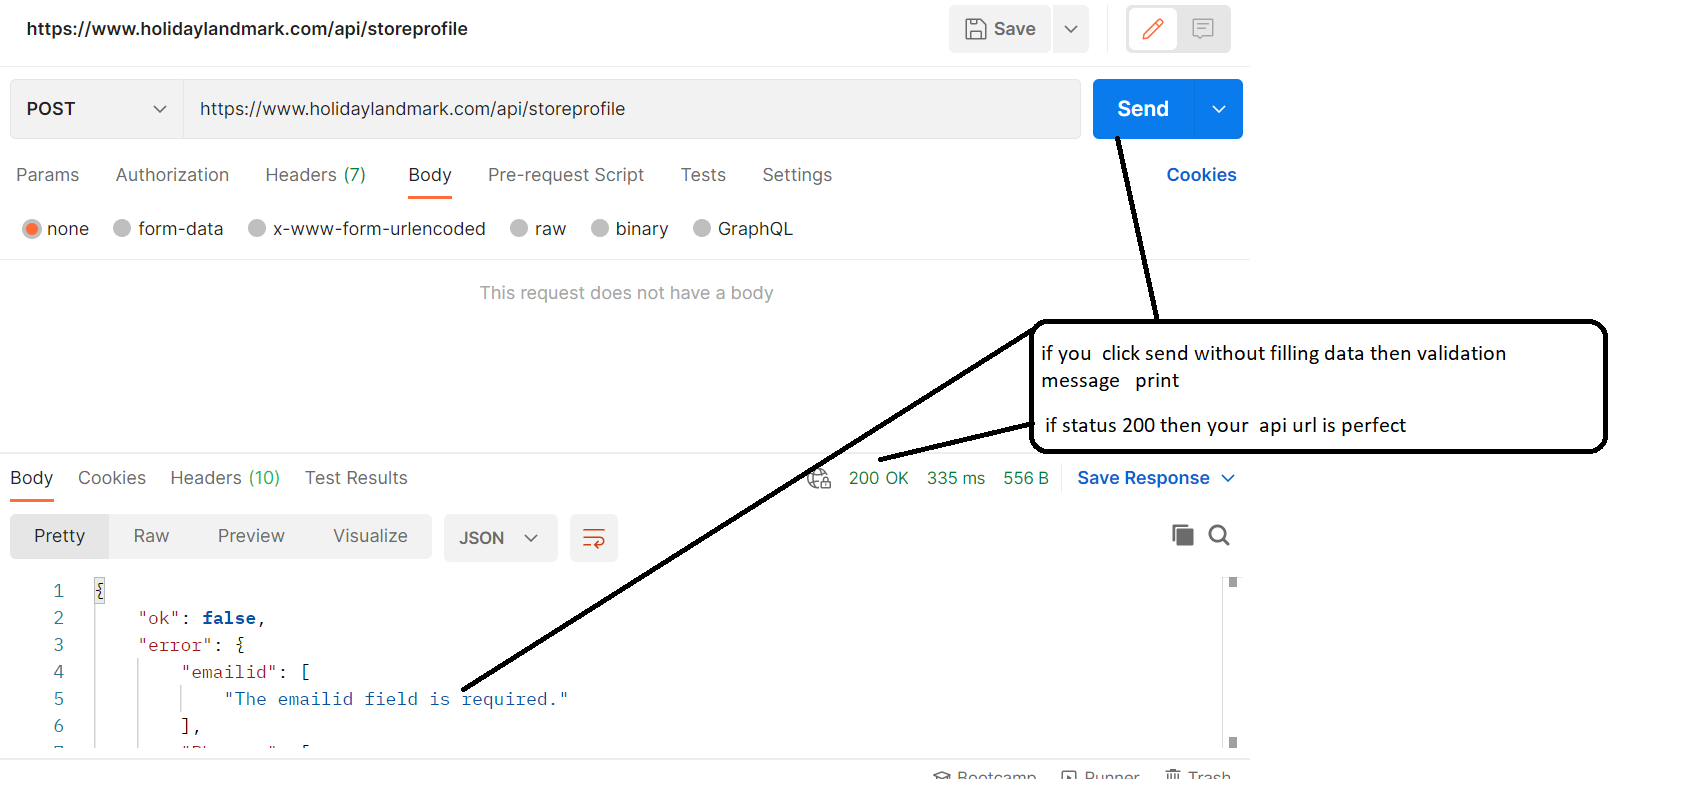 https://www.holidaylandmark.com/api/storeprofile
Save
POST
https://www.holidaylandmark.com/api/storeprofile
Send
Params Authorization Headers (7) Body Pre-request Script Tests Settings Cookies
none form-data x-www-form-urlencoded raw binary GraphQL
This request does not have a body
if you click send without filling data then validation
message print
if status 200 then your api url is perfect
Body Cookies Headers (10) Test Results 200 OK 335 ms 556 B Save Response
Pretty Raw Preview Visualize JSON
1 {
2 "ok": false,
3 "error": {
4 "emailid": [
5 "The emailid field is required."
6 ],
Bootcamp Runner Trash